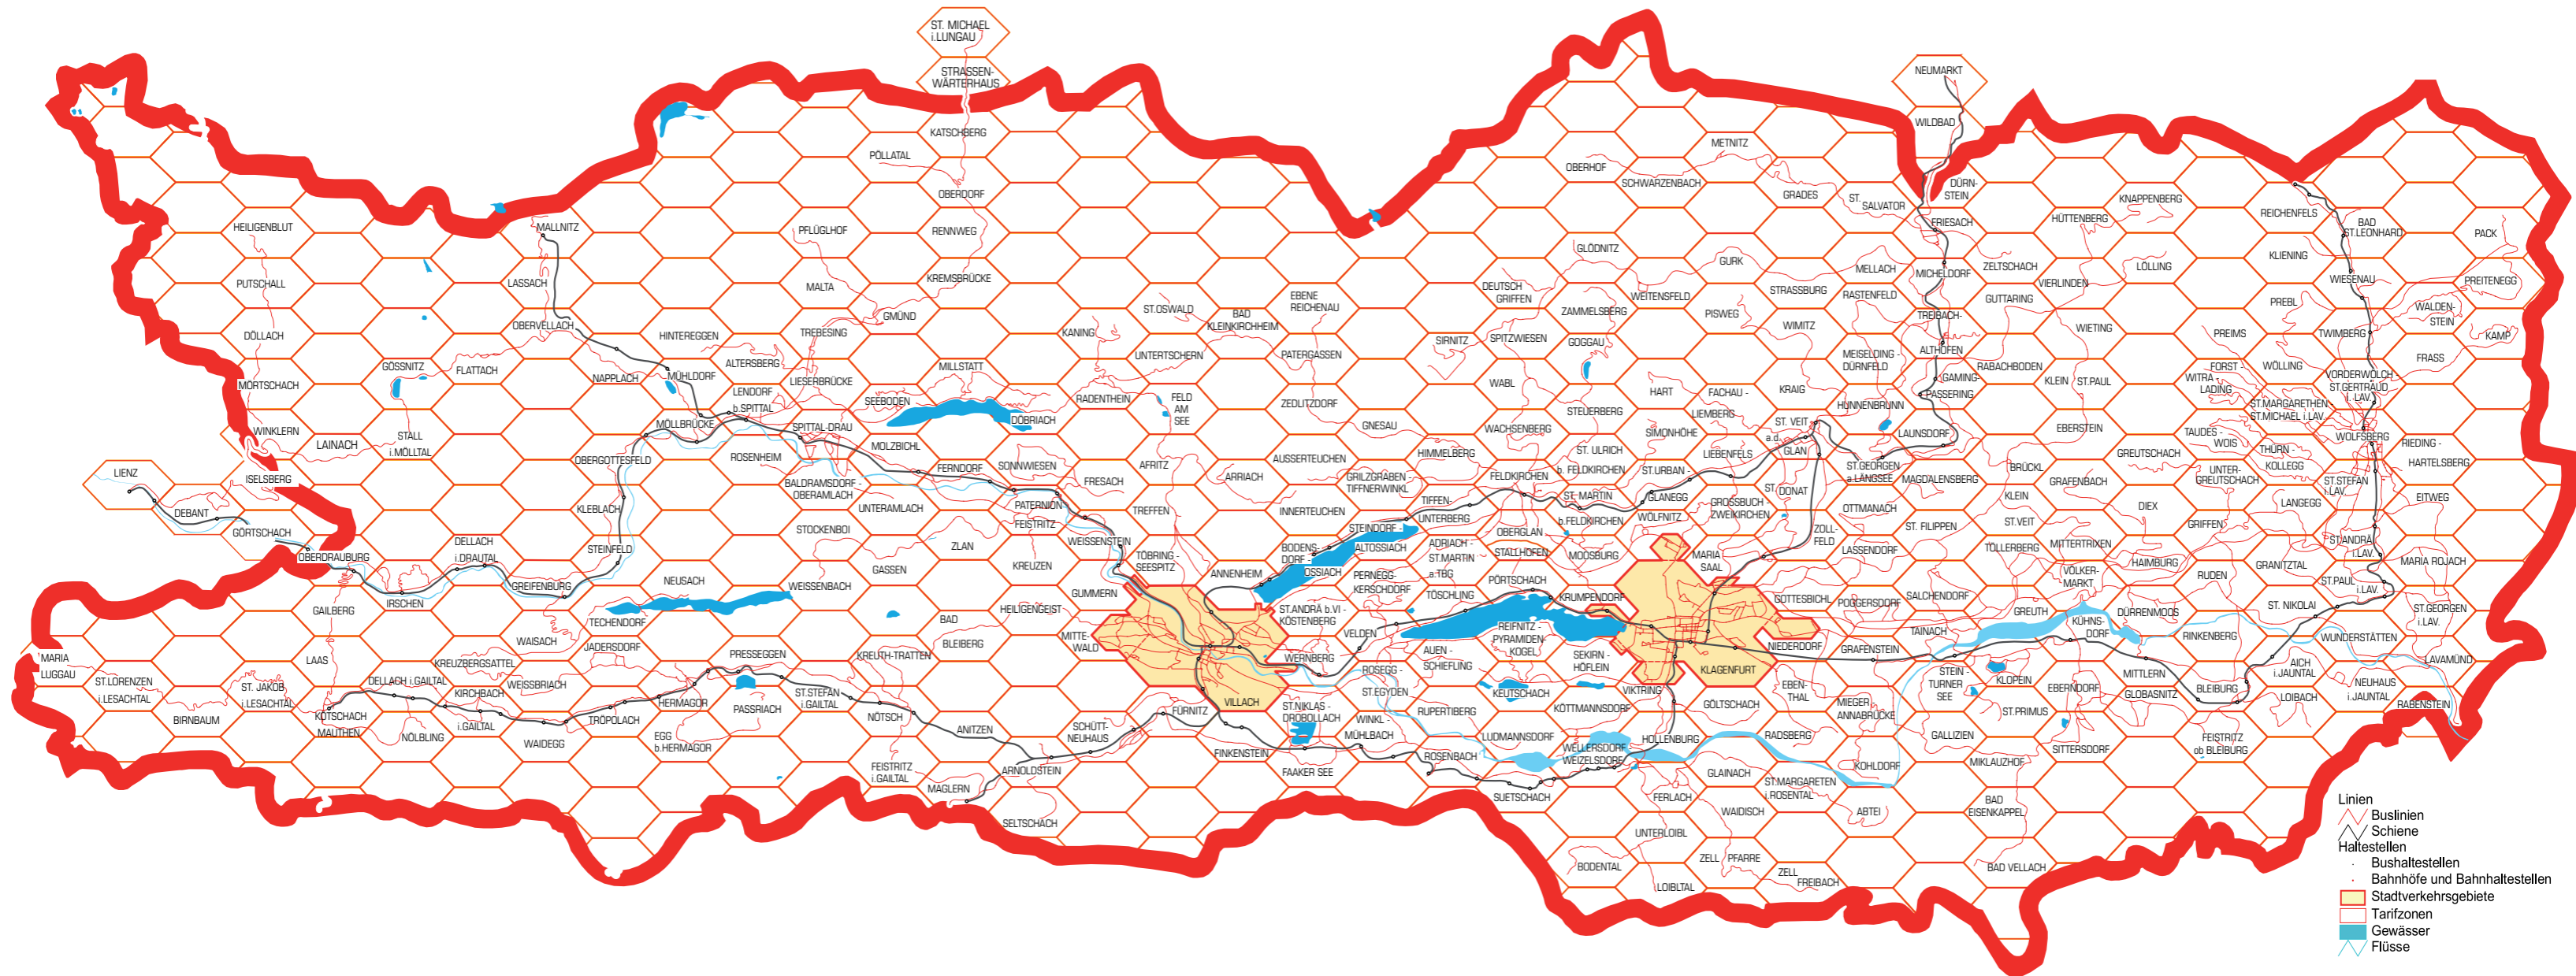 ST. MICHAEL
i.LUNGAU
STRASSEN-
WÄRTERHAUS
NEUMARKT
WILDBAD
KATSCHBERG
PÖLLATAL
OBERDORF
METNITZ
OBERHOF
SCHWARZENBACH
GRADES
ST.
SALVATOR
DÜRN-
STEIN
FRIESACH
KNAPPENBERG
HÜTTENBERG
REICHENFELS
BAD
ST.LEONHARD
PACK
HEILIGENBLUT
MALLNITZ
PFLÜGLHOF
RENNWEG
GLÖDNITZ
GURK
MELLACH
MICHELDORF
ZELTSCHACH
LÖLLING
KLIENING
WIESENAU
PREITENEGG
PUTSCHALL
LASSACH
MALTA
KREMSBRÜCKE
EBENE
REICHENAU
DEUTSCH
GRIFFEN
WEITENSFELD
STRASSBURG
RASTENFELD
GUTTARING
VIERLINDEN
PREBL
WALDEN-
STEIN
ST.OSWALD
BAD
KLEINKIRCHHEIM
ZAMMELSBERG
PISWEG
WIMITZ
TREIBACH-
ALTHOFEN
WIETING
PREIMS
TWIMBERG
KAMP
DÖLLACH
OBERVELLACH
HINTEREGGEN
TREBESING
GMÜND
KANING
UNTERTSCHERN
PATERGASSEN
SIRNITZ
SPITZWIESEN
GOGGAU
MEISELDING -
DÜRNFELD
RABACHBODEN
FORST -
WÖLLING
FRASS
GÖSSNITZ
FLATTACH
NAPPLACH
MÜHLDORF
ALTERSBERG
LIESERBRÜCKE
MILLSTATT
MÖRTSCHACH
LENDORF
b.SPITTAL
SEEBODEN
DÖBRIACH
RADENTHEIN
FELD
AM
SEE
ZEDLITZDORF
WABL
HART
FACHAU -
LIEMBERG
KRAIG
GAMING-
PASSERING
KLEIN ST.PAUL
WITRA -
LADING
VORDERWÖLCH -
ST.GERTRAUD
i. LAV.
ST.MARGARETHEN-
ST.MICHAEL i.LAV.
WINKLERN
LAINACH
STALL
i.MÖLLTAL
MÖLLBRÜCKE
SPITTAL-DRAU
MOLZBICHL
GNESAU
STEUERBERG
WACHSENBERG
SIMONHÖHE
ST. VEIT
a.d.
GLAN
HUNNENBRUNN
LAUNSDORF
EBERSTEIN
TAUDES -
WOIS
WOLFSBERG
RIEDING -
HARTELSBERG
LIENZ
ISELSBERG
OBERGOTTESFELD
ROSENHEIM
BALDRAMSDORF -
OBERAMLACH
FERNDORF
SONNWIESEN
FRESACH
AFRITZ
ARRIACH
AUSSERTEUCHEN
HIMMELBERG
GRILZGRABEN -
TIFFNERWINKL
FELDKIRCHEN
ST. ULRICH
b. FELDKIRCHEN
ST.URBAN -
GLANEGG
LIEBENFELS
ST.GEORGEN
a.LÄNGSEE
MAGDALENSBERG
BRÜCKL
GREUTSCHACH
UNTER-
GREUTSCHACH
THÜRN -
KOLLEGG
ST.STEFAN
i.LAV.
EITWEG
DEBANT
GÖRTSCHACH
KLEBLACH
UNTERAMLACH
PATERNION
FEISTRITZ
TREFFEN
INNERTEUCHEN
TIFFEN-
UNTERBERG
ST. MARTIN
b.FELDKIRCHEN
OBERGLAN
WÖLFNITZ
GROSSBUCH
ZWEIKIRCHEN
ST. DONAT
OTTMANACH
KLEIN
ST.VEIT
GRAFENBACH
DIEX
LANGEGG
GRIFFEN
OBERDRAUBURG
DELLACH
i.DRAUTAL
STEINFELD
STOCKENBOI
ZLAN
WEISSENSTEIN
TÖBRING -
SEESPITZ
BODENS-
DORF -
OSSIACH
STEINDORF -
ALTOSSIACH
ADRIACH -
ST.MARTIN
a.TBG
STALLHOFEN
MOOSBURG
MARIA
SAAL
ZOLL-
FELD
LASSENDORF
ST. FILIPPEN
TÖLLERBERG
MITTERTRIXEN
HAIMBURG
ST.ANDRÄ
i.LAV.
MARIA ROJACH
GRANITZTAL
IRSCHEN
GREIFENBURG
NEUSACH
WEISSENBACH
GASSEN
KREUZEN
ANNENHEIM
PERNEGG-
KERSCHDORF
TÖSCHLING
PÖRTSCHACH
KRUMPENDORF
GOTTESBICHL
POGGERSDORF
SALCHENDORF
VÖLKER-
MARKT
RUDEN
ST.PAUL
i.LAV.
GAILBERG
TECHENDORF
GUMMERN
HEILIGENGEIST
BAD
BLEIBERG
ST.ANDRÄ b.VI -
KÖSTENBERG
VELDEN
REIFNITZ -
PYRAMIDEN-
KOGEL
GREUTH
DÜRRENMOOS
ST. NIKOLAI
ST.GEORGEN
i.LAV.
MARIA
LUGGAU
LAAS
WAISACH
JADERSDORF
PRESSEGGEN
KREUTH-TRATTEN
MITTE-
WALD
WERNBERG
AUEN -
SCHIEFLING
SEKIRN -
HÖFLEIN
NIEDERDORF
GRAFENSTEIN
TAINACH
KÜHNS-
DORF
RINKENBERG
WUNDERSTÄTTEN
LAVAMÜND
KREUZBERGSATTEL
ST.LORENZEN
i.LESACHTAL
ST. JAKOB
i.LESACHTAL
DELLACH i.GAILTAL
KIRCHBACH
i.GAILTAL
WEISSBRIACH
HERMAGOR
PASSRIACH
ST.STEFAN
i.GAILTAL
ROSEGG -
ST.EGYDEN
KEUTSCHACH
VIKTRING
KLAGENFURT
EBEN-
THAL
STEIN -
TURNER
SEE
KLOPEIN
EBERNDORF
MITTLERN
GLOBASNITZ
BLEIBURG
AICH
i.JAUNTAL
LOIBACH
NEUHAUS
i.JAUNTAL
RABENSTEIN
BIRNBAUM
KÖTSCHACH
MAUTHEN
NÖLBLING
TRÖPOLACH
WAIDEGG
EGG
b.HERMAGOR
NÖTSCH
ANITZEN
SCHÜTT-
NEUHAUS
FÜRNITZ
VILLACH
ST.NIKLAS -
DROBOLLACH
WINKL -
MÜHLBACH
RUPERTIBERG
KÖTTMANNSDORF
GÖLTSCHACH
MIEGER
ANNABRÜCKE
ST.PRIMUS
LUDMANNSDORF
WELLERSDORF
WEIZELSDORF
HOLLENBURG
RADSBERG
GALLIZIEN
SITTERSDORF
FEISTRITZ
ob BLEIBURG
FINKENSTEIN
FAAKER SEE
ROSENBACH
FEISTRITZ
i.GAILTAL
ARNOLDSTEIN
MAGLERN
SUETSCHACH
GLAINACH
ST.MARGARETEN
i.ROSENTAL
KOHLDORF
MIKLAUZHOF
SELTSCHACH
FERLACH
WAIDISCH
ABTEI
BAD
EISENKAPPEL
UNTERLOIBL
BODENTAL
LOIBLTAL
ZELL PFARRE
ZELL
FREIBACH
BAD VELLACH
Linien
Buslinien
Schiene
Haltestellen
Bushaltestellen
Bahnhöfe und Bahnhaltestellen
Stadtverkehrsgebiete
Tarifzonen
Gewässer
Flüsse